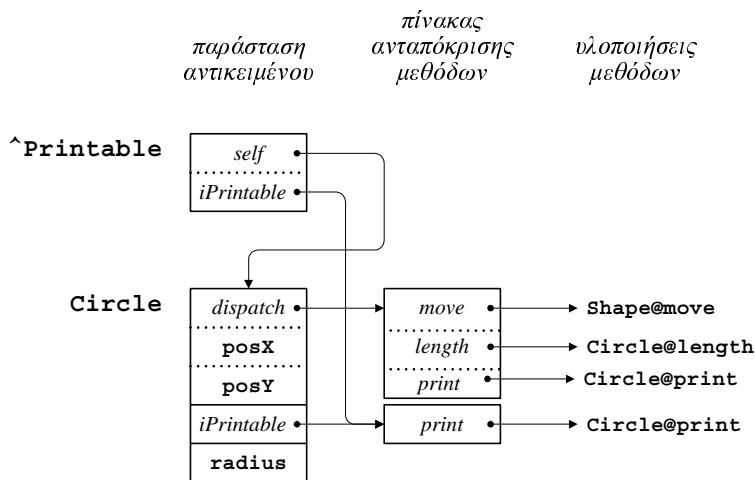 παράσταση
αντικειμένου
πίνακας
ανταπόκρισης
μεθόδων
υλοποιήσεις
μεθόδων
^Printable
self
iPrintable
Circle
dispatch
move
Shape@move
posX
length
Circle@length
posY
print
Circle@print
iPrintable
print
Circle@print
radius